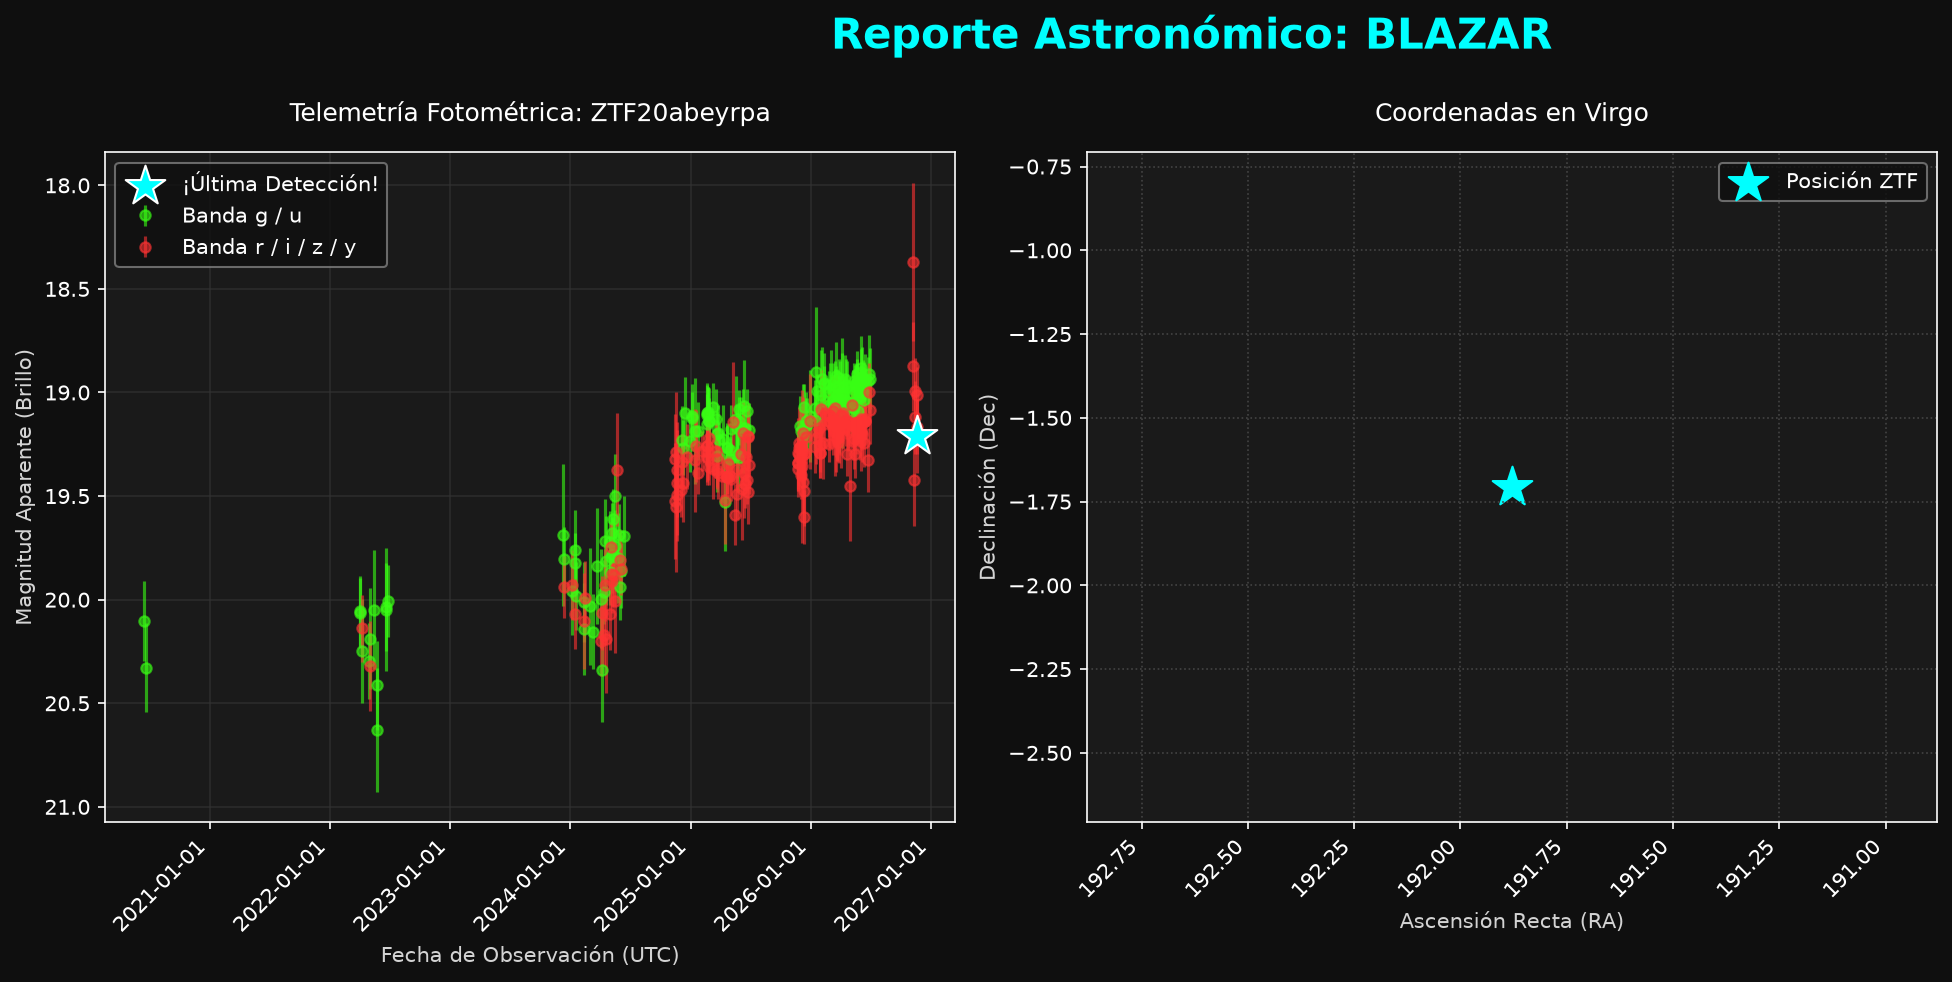 Reporte Astronómico: BLAZAR
Telemetría Fotométrica: ZTF20abeyrpa
¡Última Detección!
Banda g / u
Banda r / i / z / y
Magnitud Aparente (Brillo)
18.0
18.5
19.0
19.5
20.0
20.5
21.0
2021-01-01
2022-01-01
2023-01-01
2024-01-01
2025-01-01
2026-01-01
2027-01-01
Fecha de Observación (UTC)
Coordenadas en Virgo
Posición ZTF
Declinación (Dec)
−0.75
−1.00
−1.25
−1.50
−1.75
−2.00
−2.25
−2.50
192.75
192.50
192.25
192.00
191.75
191.50
191.25
191.00
Ascensión Recta (RA)